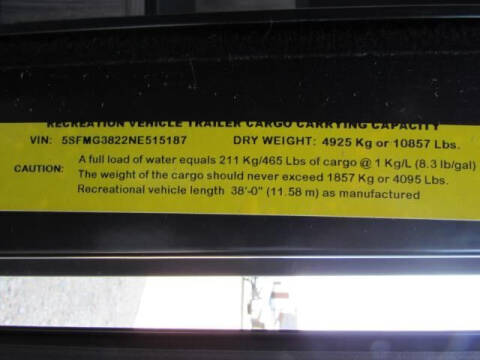 RECREATION VEHICLE TRAILER CARGO CARRYING CAPACITY
VIN: 5SFMG3822NE515187 DRY WEIGHT: 4925 Kg or 10857 Lbs.
A full load of water equals 211 Kg/465 Lbs of cargo @ 1 Kg/L (8.3 lb/gal)
CAUTION: The weight of the cargo should never exceed 1857 Kg or 4095 Lbs.
Recreational vehicle length 38'-0" (11.58 m) as manufactured